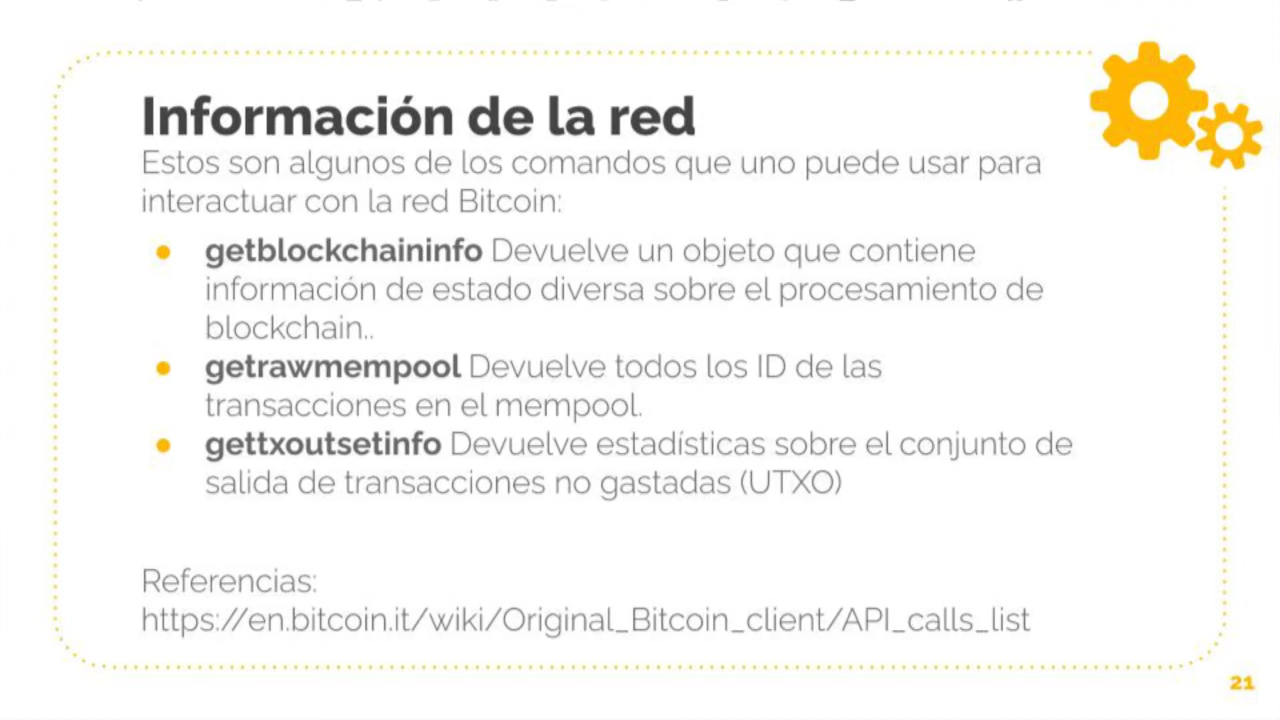 Información de la red
Estos son algunos de los comandos que uno puede usar para
interactuar con la red Bitcoin:
● getblockchaininfo Devuelve un objeto que contiene
información de estado diversa sobre el procesamiento de
blockchain..
● getrawmempool Devuelve todos los ID de las
transacciones en el mempool.
● gettxoutsetinfo Devuelve estadísticas sobre el conjunto de
salida de transacciones no gastadas (UTXO)
Referencias:
https://en.bitcoin.it/wiki/Original_Bitcoin_client/API_calls_list
21